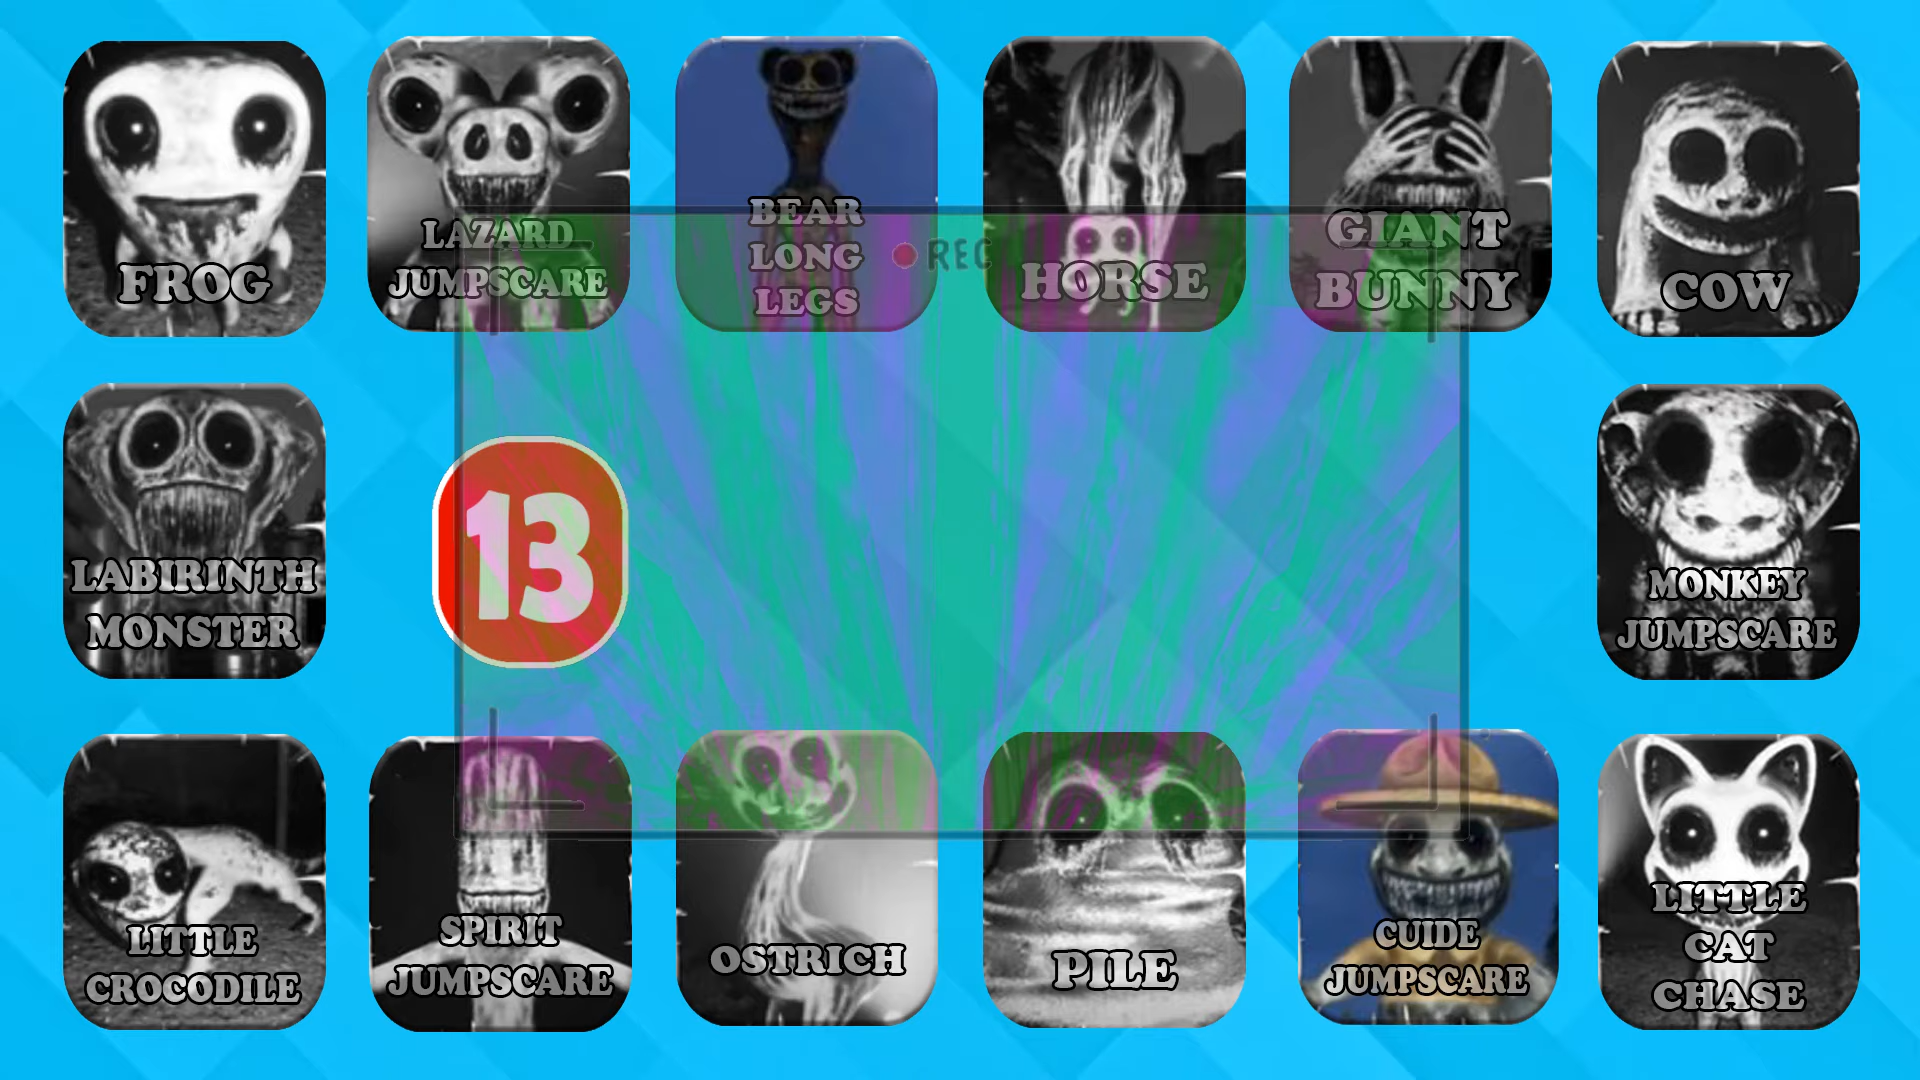 FROG
LAZARD
JUMPSCARE
BEAR
LONG
LEGS
REC
HORSE
GIANT
BUNNY
COW
LABIRINTH
MONSTER
13
MONKEY
JUMPSCARE
LITTLE
CROCODILE
SPIRIT
JUMPSCARE
OSTRICH
PILE
CUIDE
JUMPSCARE
LITTLE
CAT
CHASE